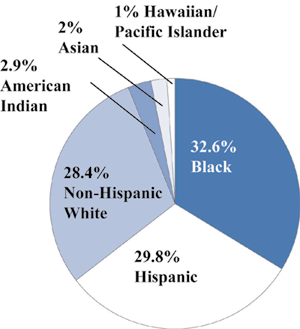 1% Hawaiian/
Pacific Islander
2%
Asian
2.9%
American
Indian
32.6%
Black
28.4%
Non-Hispanic
White
29.8%
Hispanic